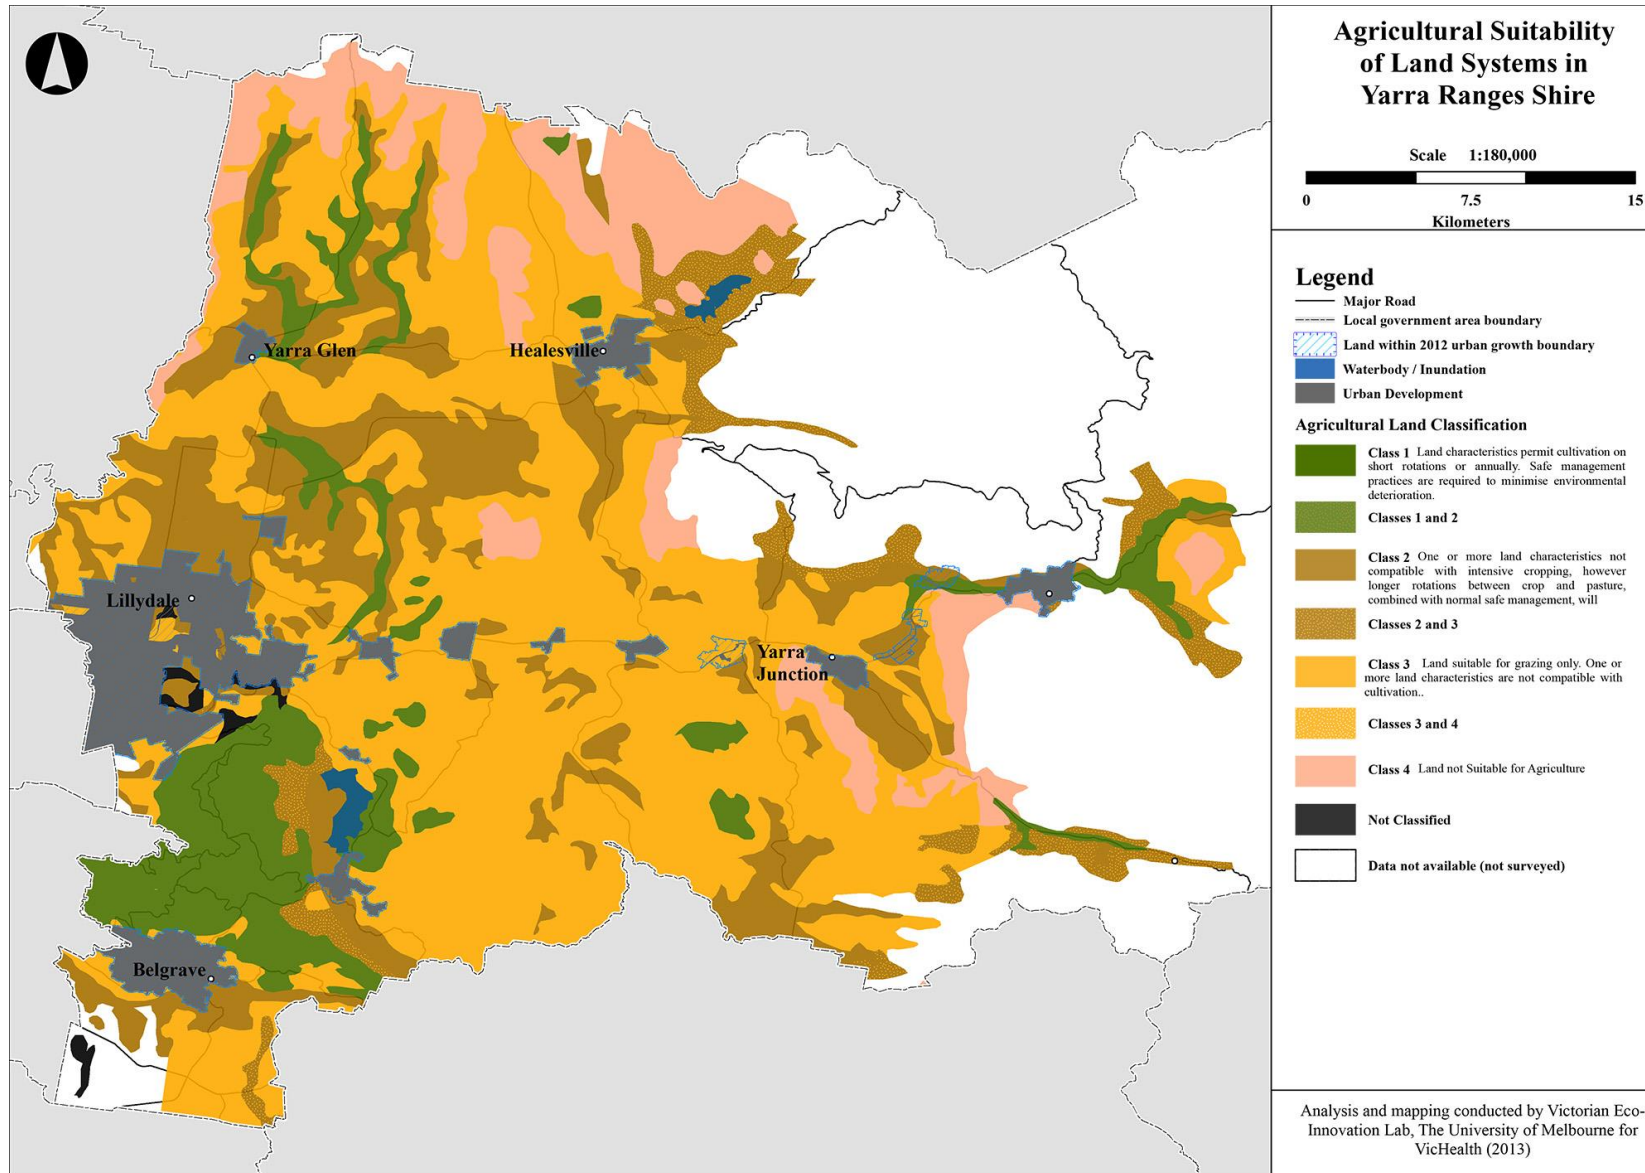 Agricultural Suitability
of Land Systems in
Yarra Ranges Shire
Scale 1:180,000
0 7.5 15
Kilometers
Legend
Major Road
Local government area boundary
Land within 2012 urban growth boundary
Waterbody / Inundation
Urban Development
Agricultural Land Classification
Class 1 Land characteristics permit cultivation on
short rotations or annually. Safe management
practices are required to minimise environmental
deterioration.
Classes 1 and 2
Class 2 One or more land characteristics not
compatible with intensive cropping, however
longer rotations between crop and pasture,
combined with normal safe management, will
Classes 2 and 3
Class 3 Land suitable for grazing only. One or
more land characteristics are not compatible with
cultivation..
Classes 3 and 4
Class 4 Land not Suitable for Agriculture
Not Classified
Data not available (not surveyed)
Analysis and mapping conducted by Victorian Eco-
Innovation Lab, The University of Melbourne for
VicHealth (2013)
Yarra Glen
Healesville
Lillydale
Yarra
Junction
Belgrave